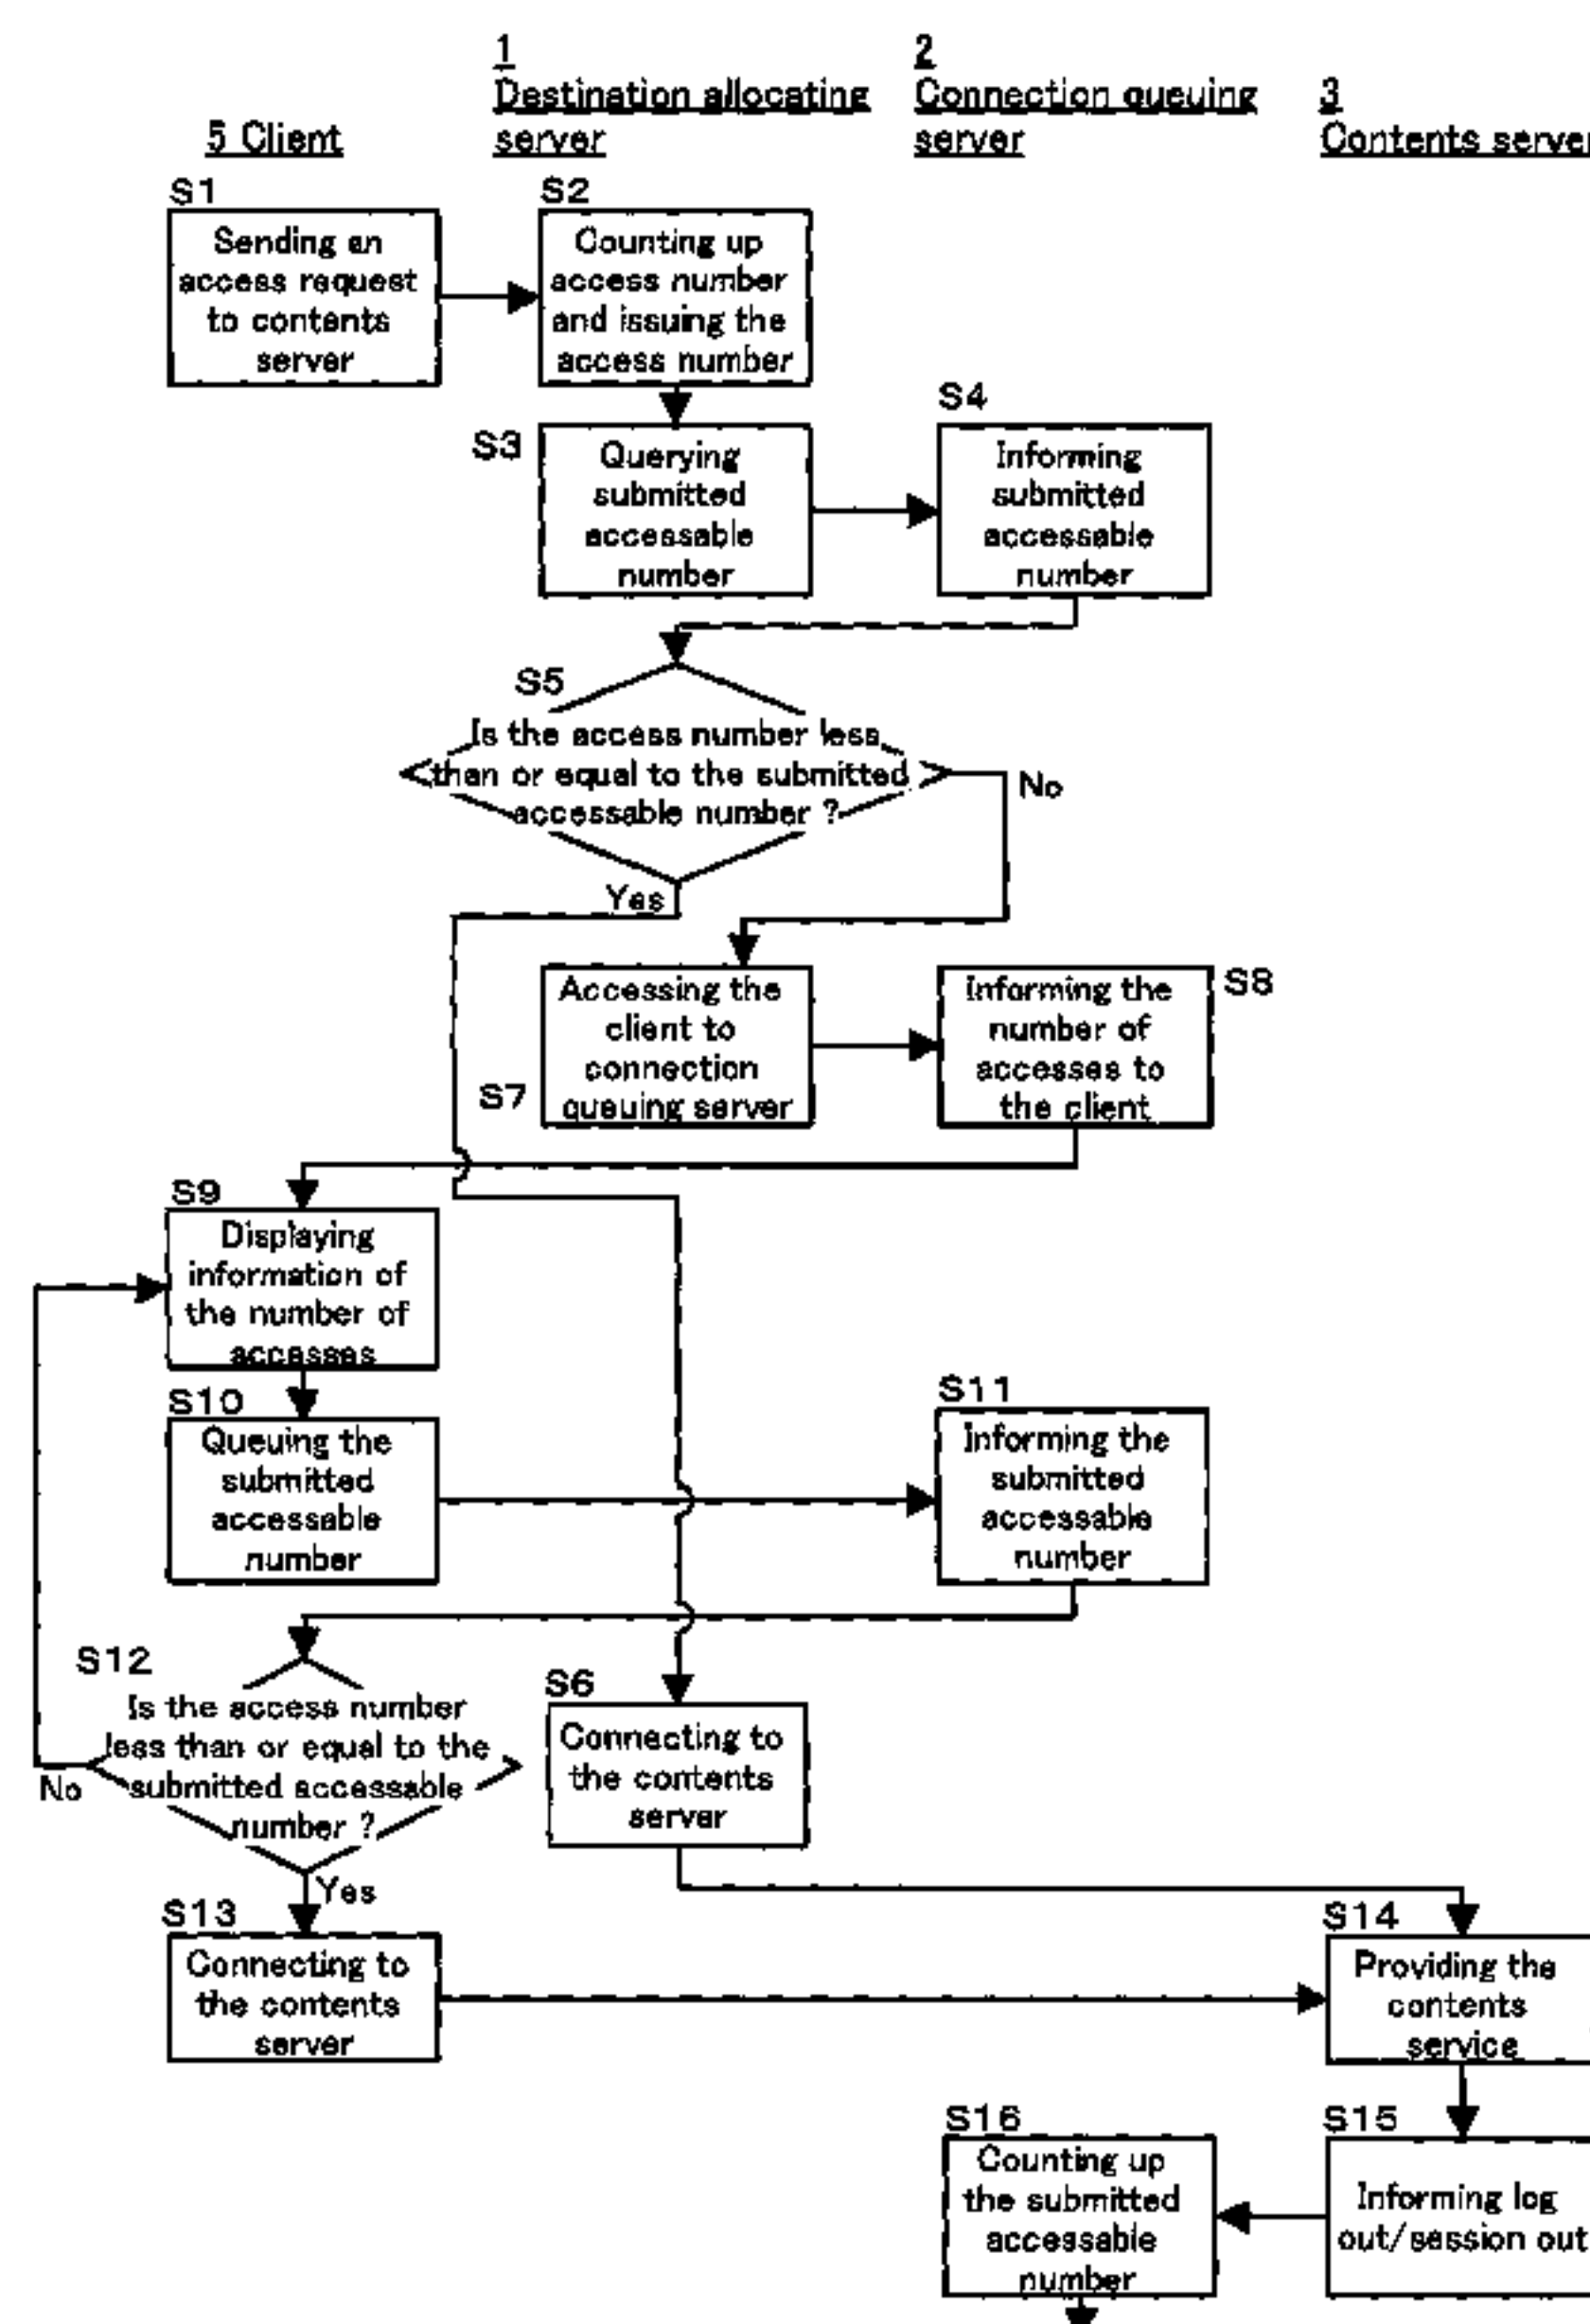 1
Destination allocating
server
2
Connection queuing
server
3
Contents server
5 Client
S1
Sending an
access request
to contents
server
S2
Counting up
access number
and issuing the
access number
S3
Querying
submitted
accessable
number
S4
Informing
submitted
accessable
number
S5
Is the access number less
than or equal to the submitted
accessable number ?
No
Yes
Accessing the
client to
connection
queuing server
S7
Informing the
number of
accesses to
the client
S8
S9
Displaying
information of
the number of
accesses
S10
Queuing the
submitted
accessable
number
S11
Informing the
submitted
accessable
number
S12
Is the access number
less than or equal to the
submitted accessable
number ?
No
Yes
S6
Connecting to
the contents
server
S13
Connecting to
the contents
server
S14
Providing the
contents
service
S16
Counting up
the submitted
accessable
number
S15
Informing log
out/session out